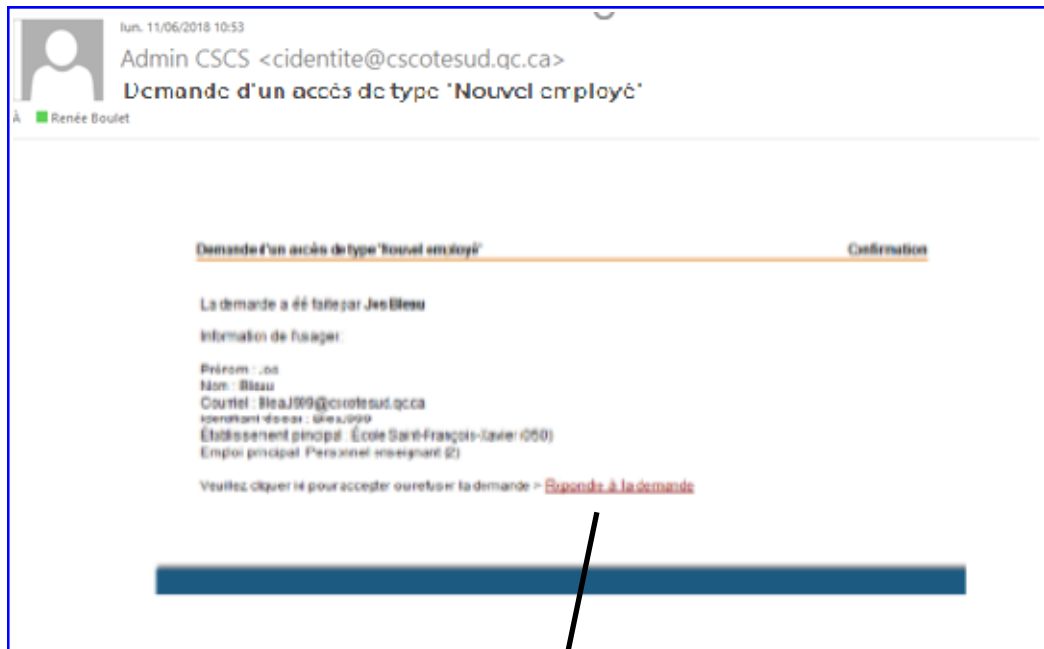 lun. 11/06/2018 10:53
Admin CSCS <cidentite@cscotesud.qc.ca>
Demande d'un accès de type "Nouvel employé"
À Renée Boulet
Demande d'un accès de type "Nouvel employé" Confirmation
La demande a été faite par Jos Bleau
Information de l'usager:
Prénom : Jos
Nom : Bleau
Courriel : BleaJ999@cscotesud.qc.ca
Identifiant réseau : BleaJ999
Établissement principal : École Saint-François-Xavier (050)
Emploi principal: Personnel enseignant (2)
Veuillez cliquer ici pour accepter ou refuser la demande > Répondre à la demande